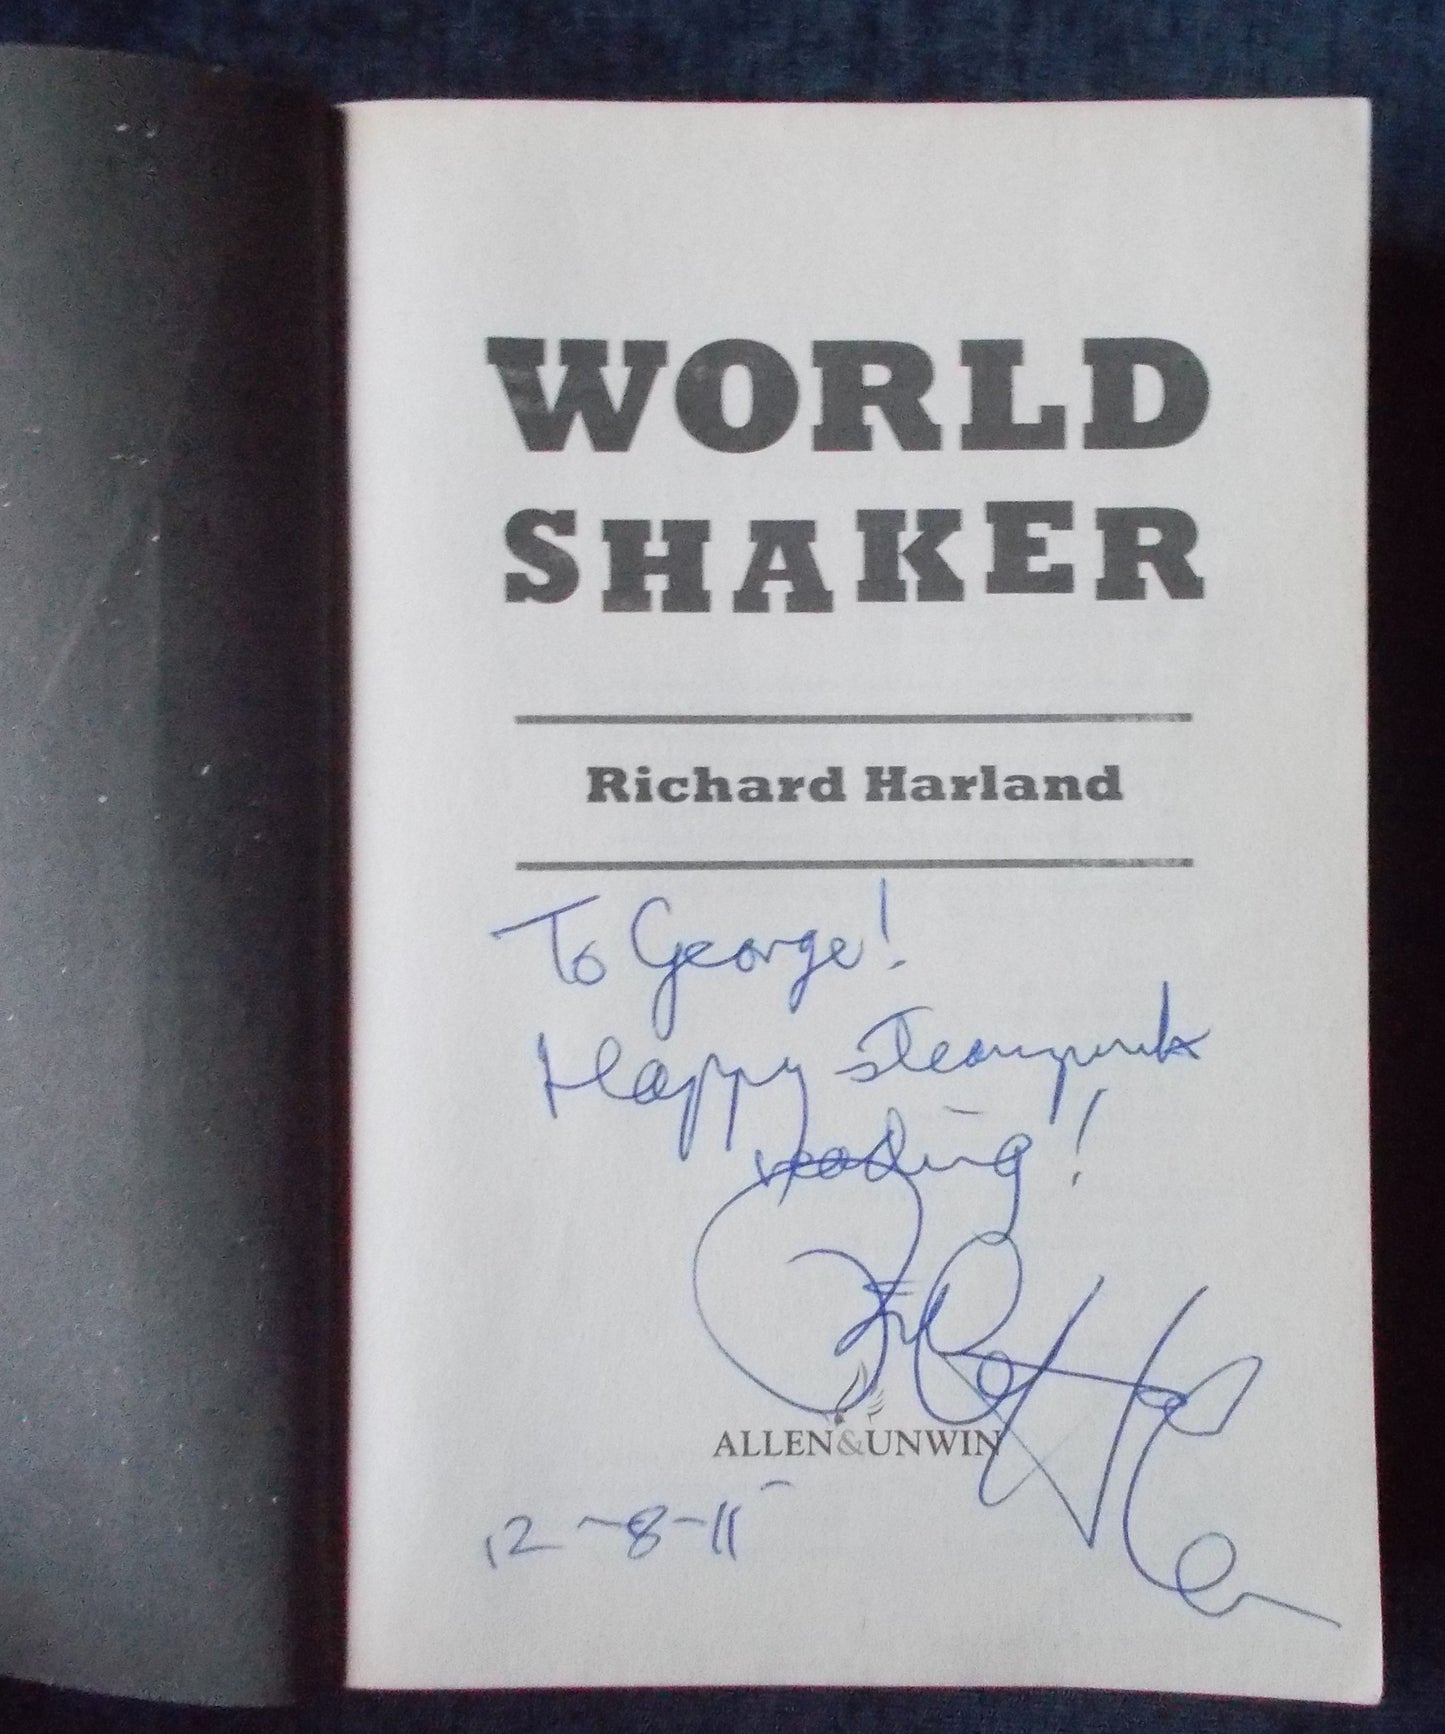 WORLD
SHAKER
Richard Harland
To George!
Happy steampunk
reading!
ALLEN&UNWIN
12-8-11